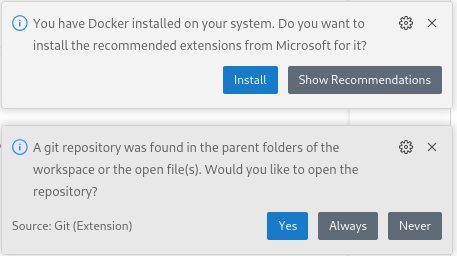 You have Docker installed on your system. Do you want to
install the recommended extensions from Microsoft for it?
Install
Show Recommendations
A git repository was found in the parent folders of the
workspace or the open file(s). Would you like to open the
repository?
Source: Git (Extension)
Yes
Always
Never